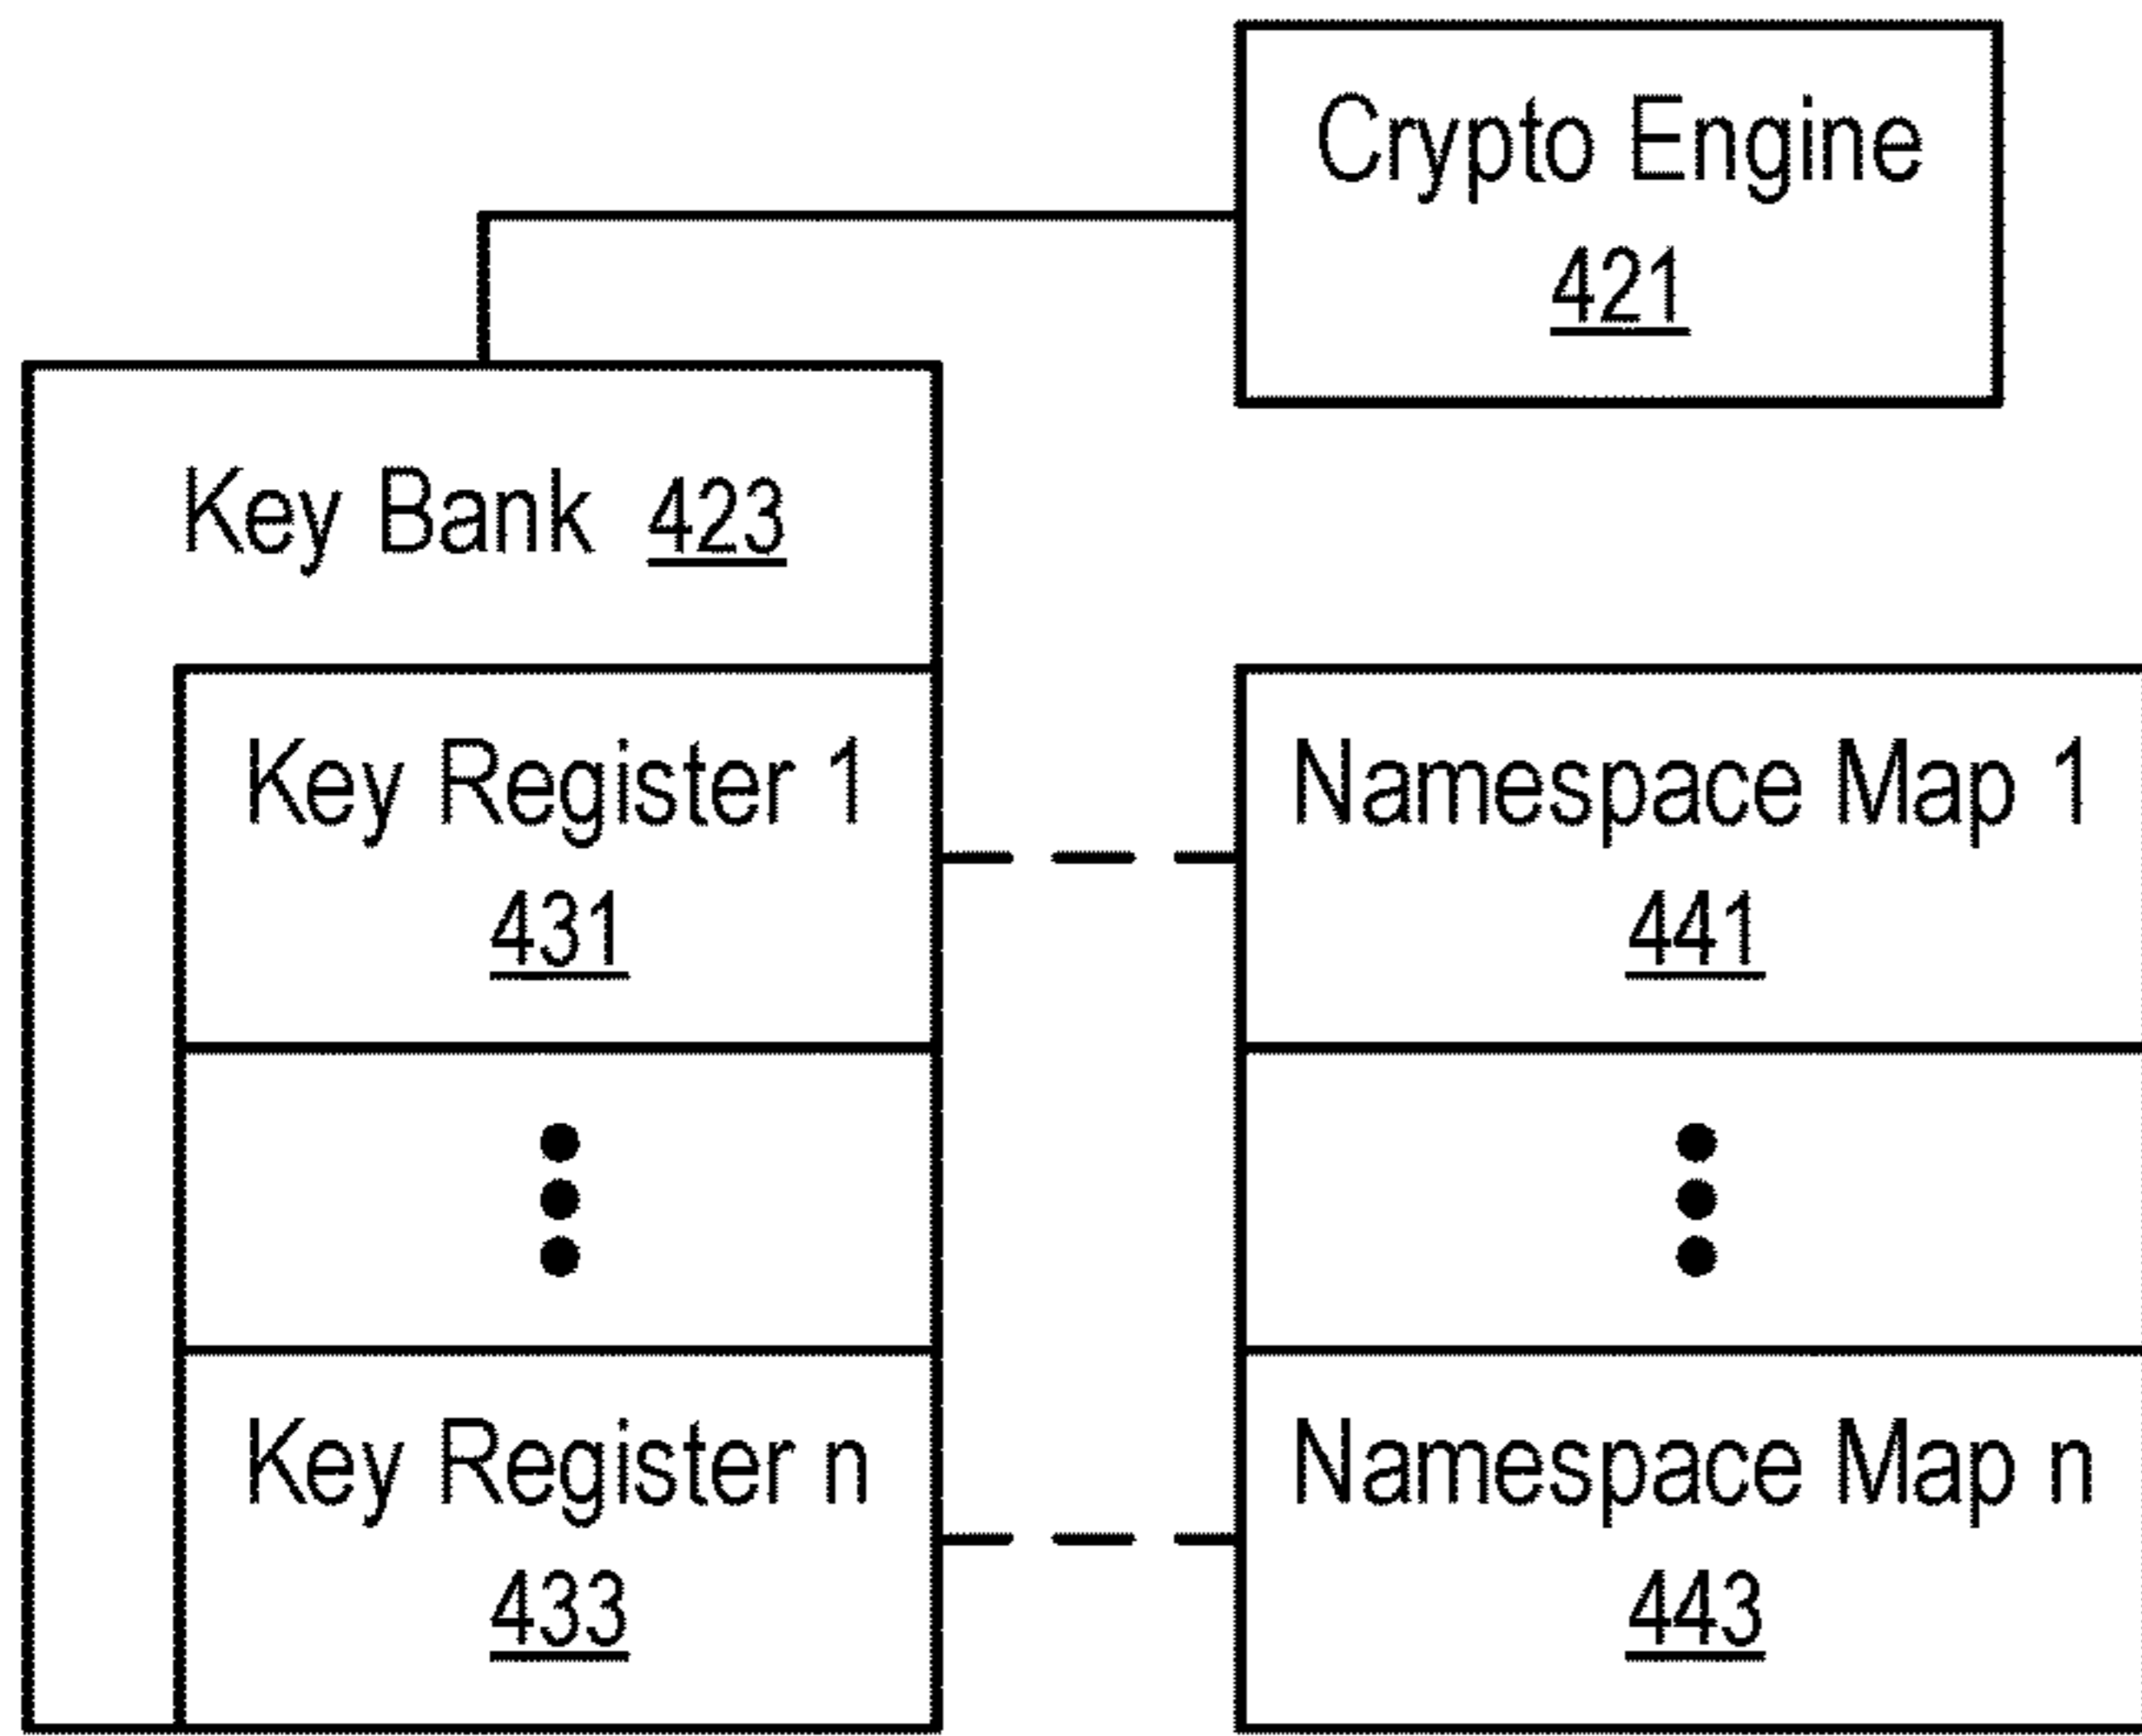 Crypto Engine
421
Key Bank 423
Key Register 1
431
Namespace Map 1
441
Key Register n
433
Namespace Map n
443